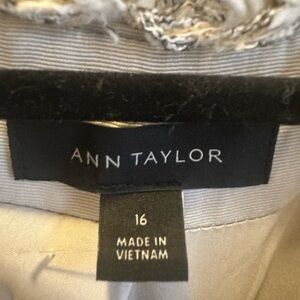 ANN TAYLOR
16
MADE IN
VIETNAM